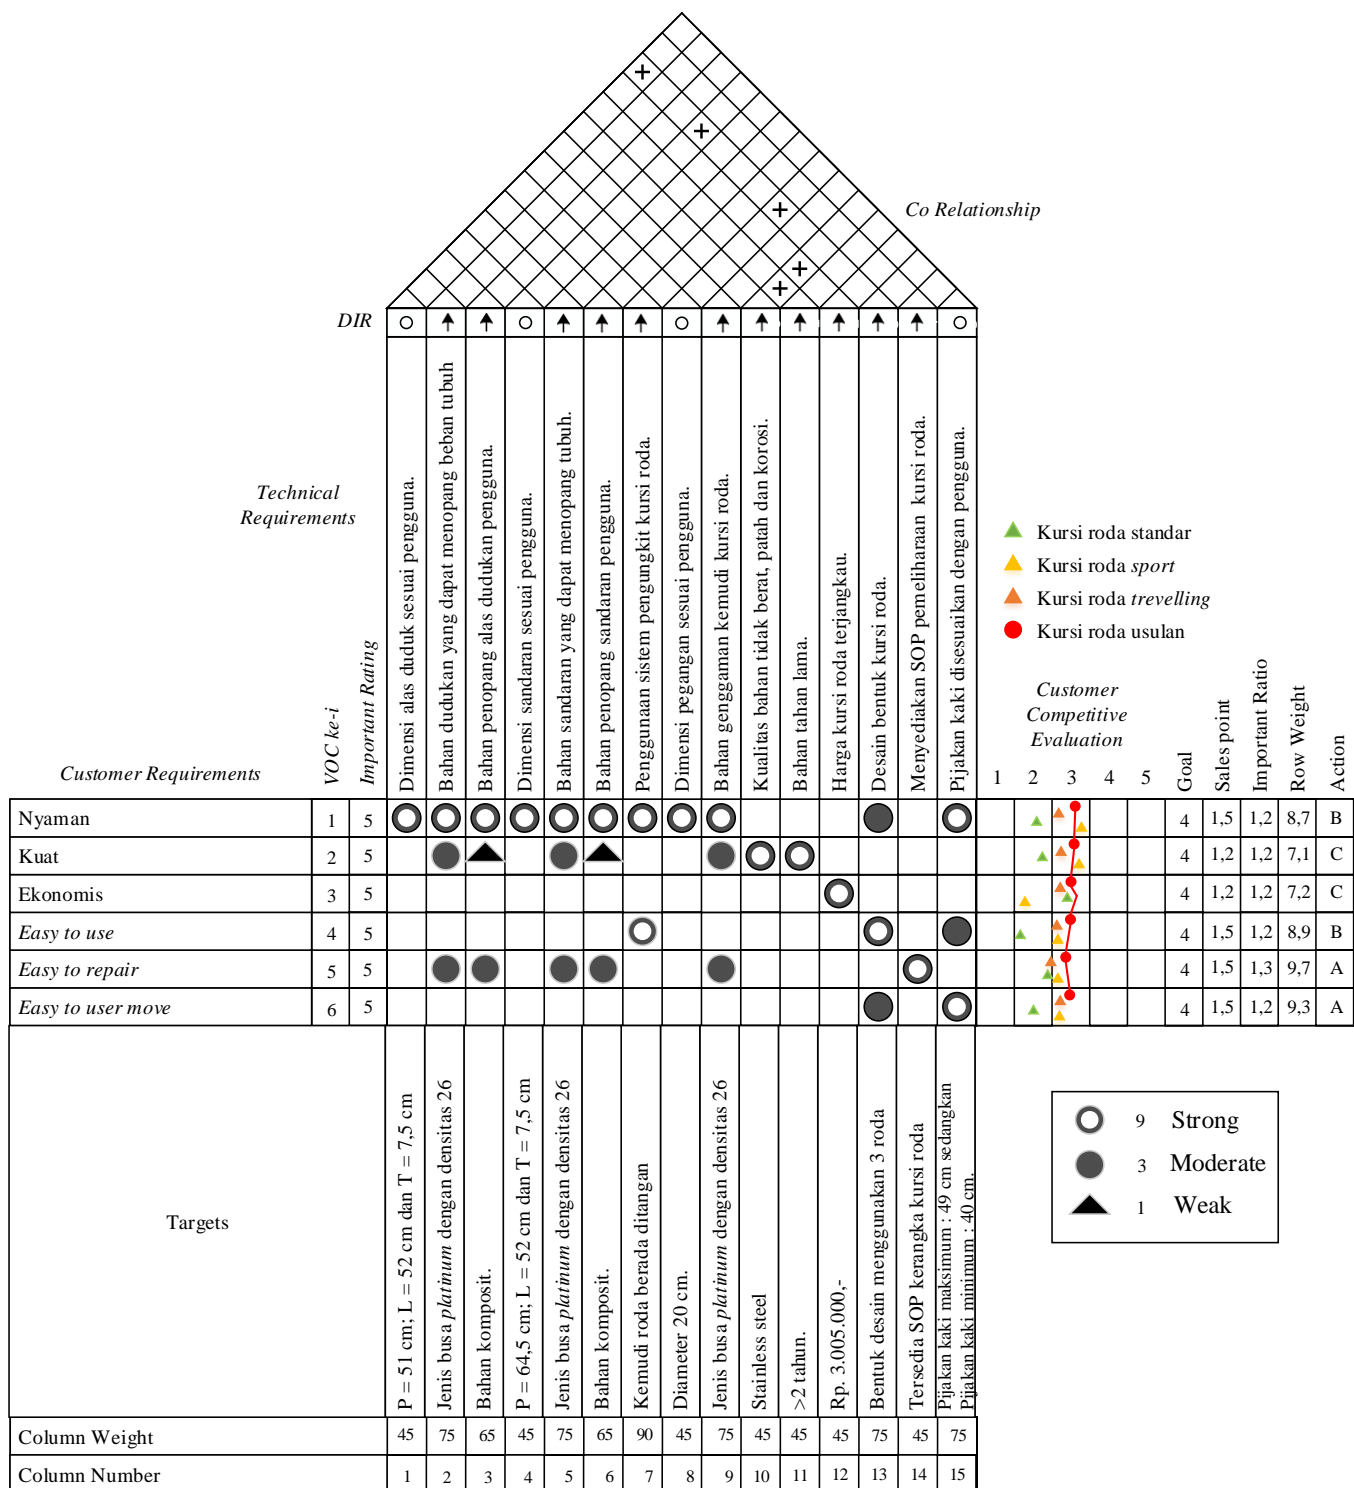 Co Relationship
DIR
Technical
Requirements
Dimensi alas duduk sesuai pengguna.
Bahan dudukan yang dapat menopang beban tubuh
Bahan penopang alas dudukan pengguna.
Dimensi sandaran sesuai pengguna.
Bahan sandaran yang dapat menopang tubuh.
Bahan penopang sandaran pengguna.
Penggunaan sistem pengungkit kursi roda.
Dimensi pegangan sesuai pengguna.
Bahan genggaman kemudi kursi roda.
Kualitas bahan tidak berat, patah dan korosi.
Bahan tahan lama.
Harga kursi roda terjangkau.
Desain bentuk kursi roda.
Menyediakan SOP pemeliharaan kursi roda.
Pijakan kaki disesuaikan dengan pengguna.
Kursi roda standar
Kursi roda sport
Kursi roda trevelling
Kursi roda usulan
Customer Requirements
VOC ke-i
Important Rating
Customer
Competitive
Evaluation
1 2 3 4 5
Goal
Sales point
Important Ratio
Row Weight
Action
Nyaman 1 5 4 1,5 1,2 8,7 B
Kuat 2 5 4 1,2 1,2 7,1 C
Ekonomis 3 5 4 1,2 1,2 7,2 C
Easy to use 4 5 4 1,5 1,2 8,9 B
Easy to repair 5 5 4 1,5 1,3 9,7 A
Easy to user move 6 5 4 1,5 1,2 9,3 A
Targets
P = 51 cm; L = 52 cm dan T = 7,5 cm
Jenis busa platinum dengan densitas 26
Bahan komposit.
P = 64,5 cm; L = 52 cm dan T = 7,5 cm
Jenis busa platinum dengan densitas 26
Bahan komposit.
Kemudi roda berada ditangan
Diameter 20 cm.
Jenis busa platinum dengan densitas 26
Stainless steel
>2 tahun.
Rp. 3.005.000,-
Bentuk desain menggunakan 3 roda
Tersedia SOP kerangka kursi roda
Pijakan kaki maksimum : 49 cm sedangkan
Pijakan kaki minimum : 40 cm.
9 Strong
3 Moderate
1 Weak
Column Weight 45 75 65 45 75 65 90 45 75 45 45 45 75 45 75
Column Number 1 2 3 4 5 6 7 8 9 10 11 12 13 14 15